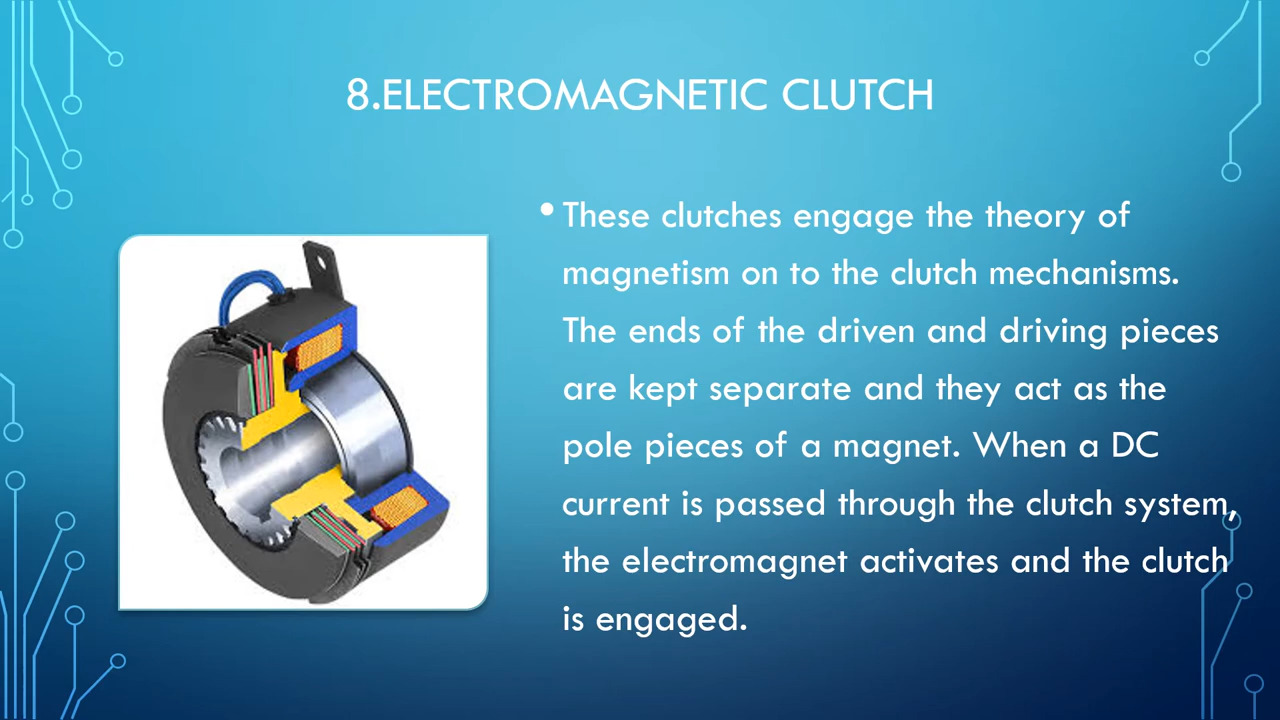 8.ELECTROMAGNETIC CLUTCH
• These clutches engage the theory of
magnetism on to the clutch mechanisms.
The ends of the driven and driving pieces
are kept separate and they act as the
pole pieces of a magnet. When a DC
current is passed through the clutch system,
the electromagnet activates and the clutch
is engaged.